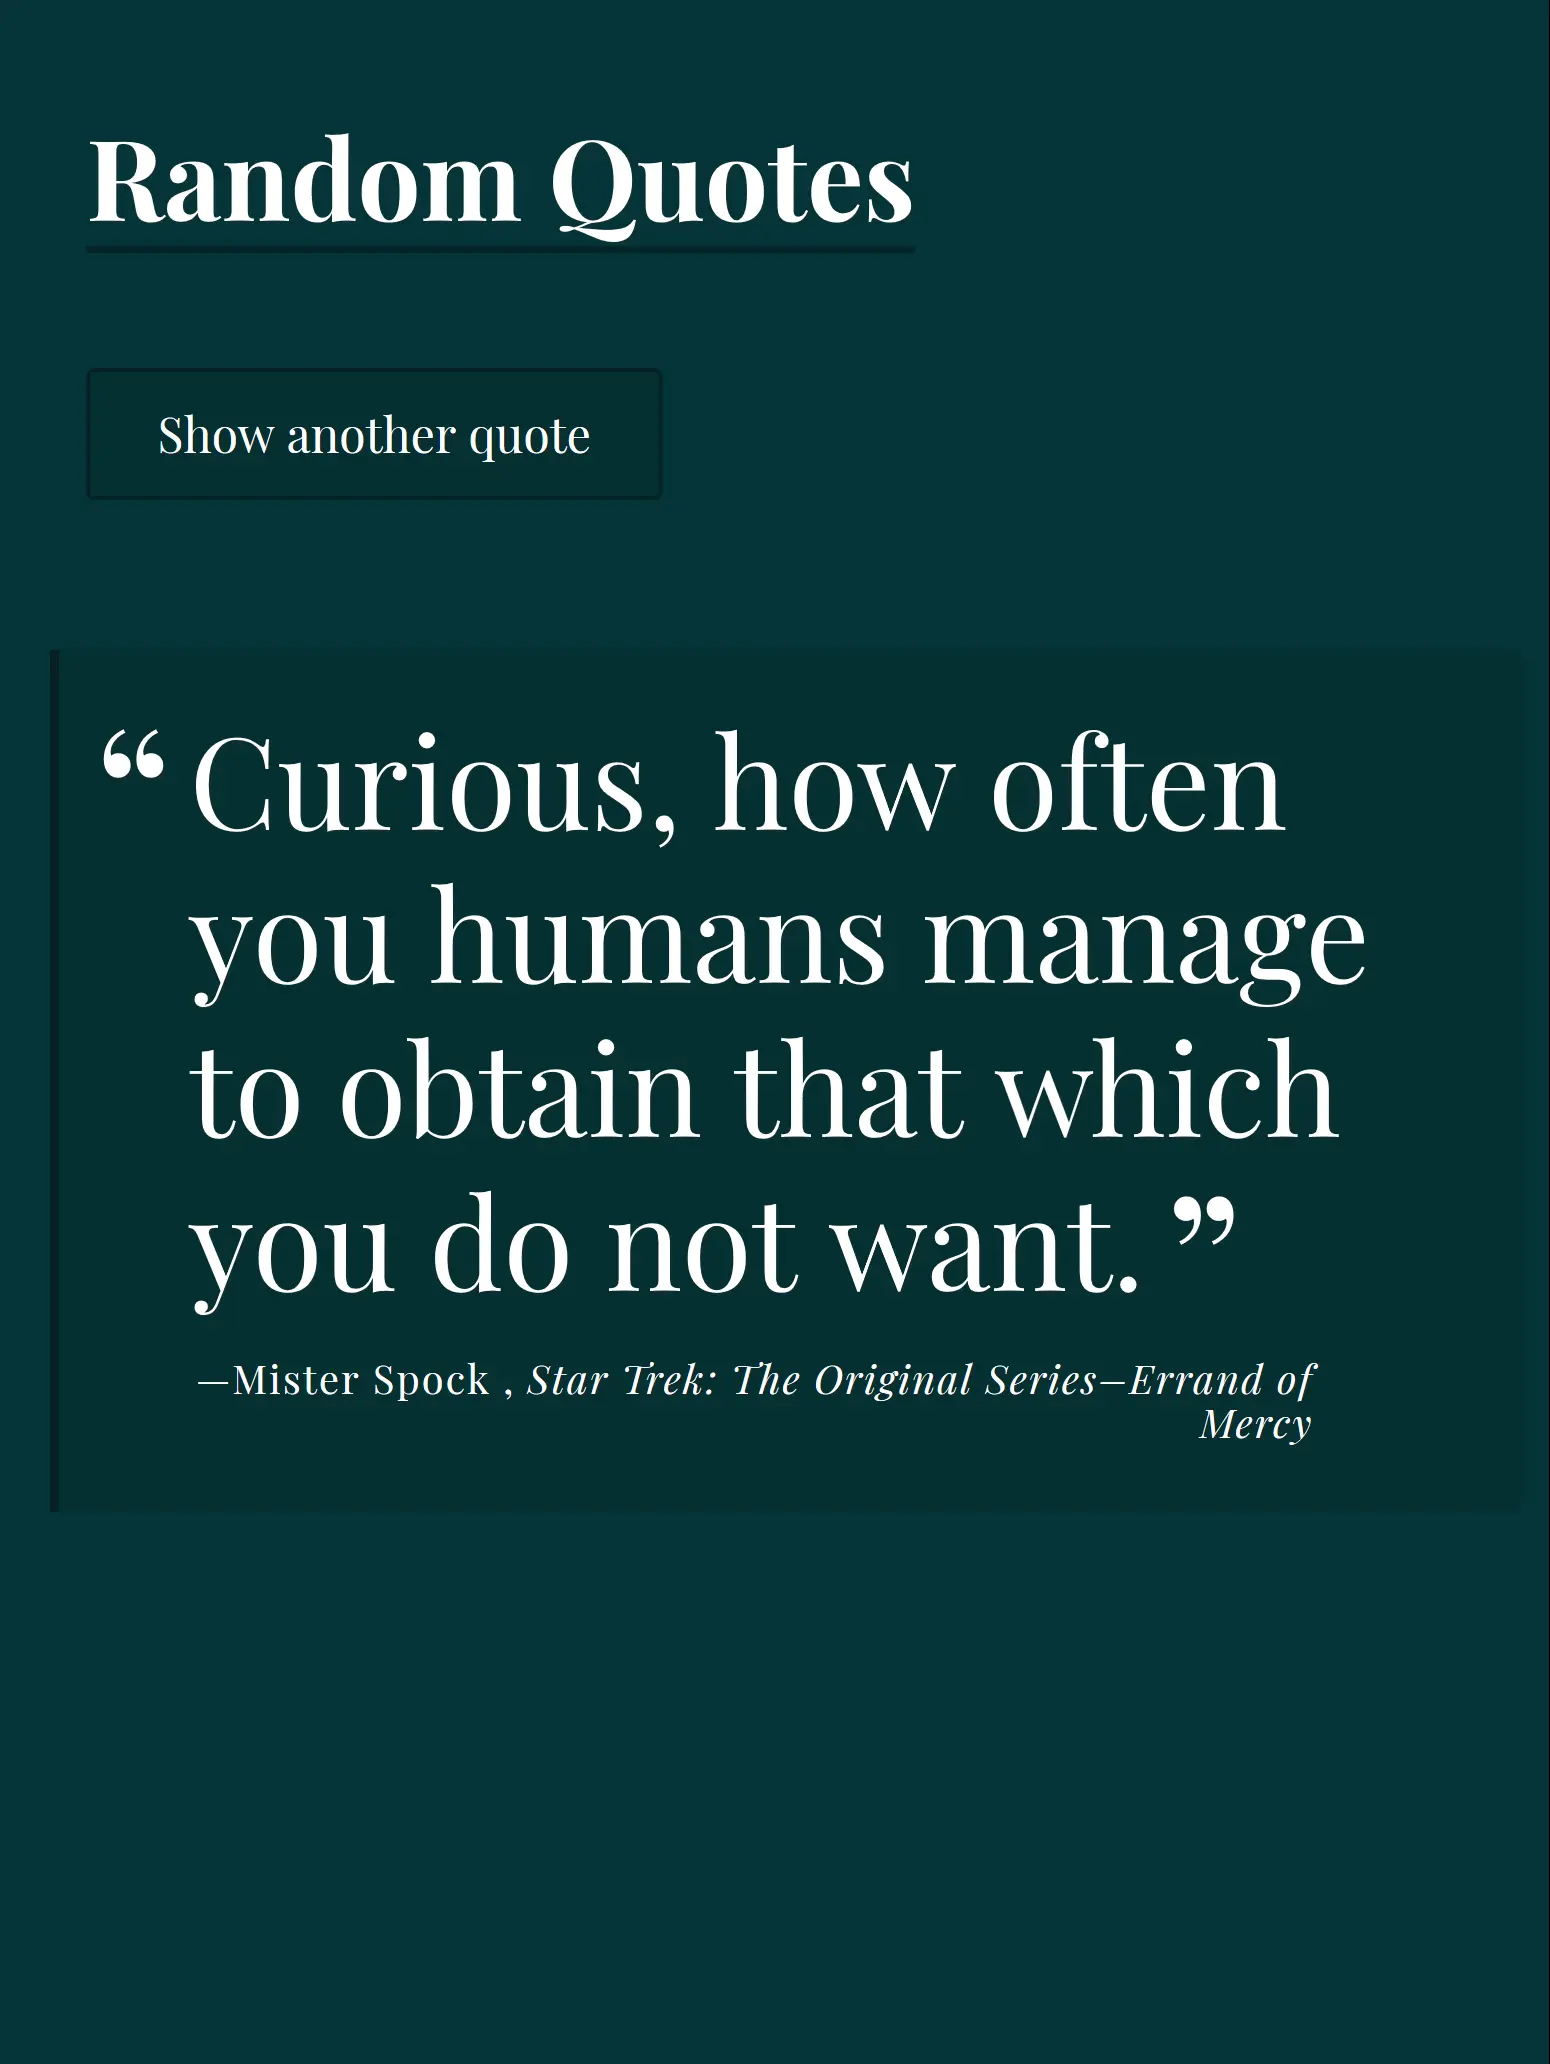 Random Quotes
Show another quote
“Curious, how often
you humans manage
to obtain that which
you do not want.”
—Mister Spock , Star Trek: The Original Series—Errand of
Mercy